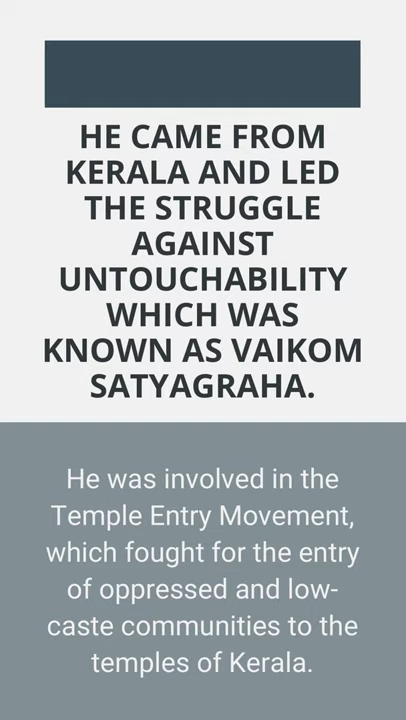 HE CAME FROM
KERALA AND LED
THE STRUGGLE
AGAINST
UNTOUCHABILITY
WHICH WAS
KNOWN AS VAIKOM
SATYAGRAHA.
He was involved in the
Temple Entry Movement,
which fought for the entry
of oppressed and low-
caste communities to the
temples of Kerala.